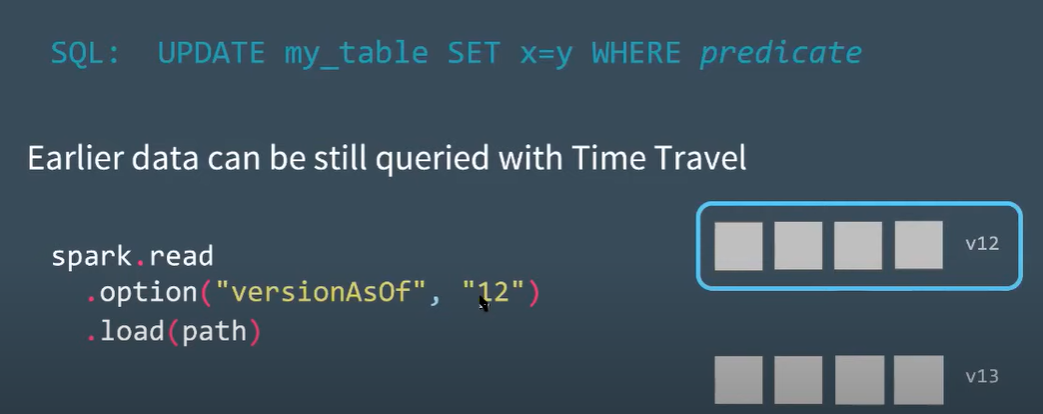 SQL: UPDATE my_table SET x=y WHERE predicate
Earlier data can be still queried with Time Travel
spark.read
.option("versionAsOf", "12")
.load(path)
v12
v13